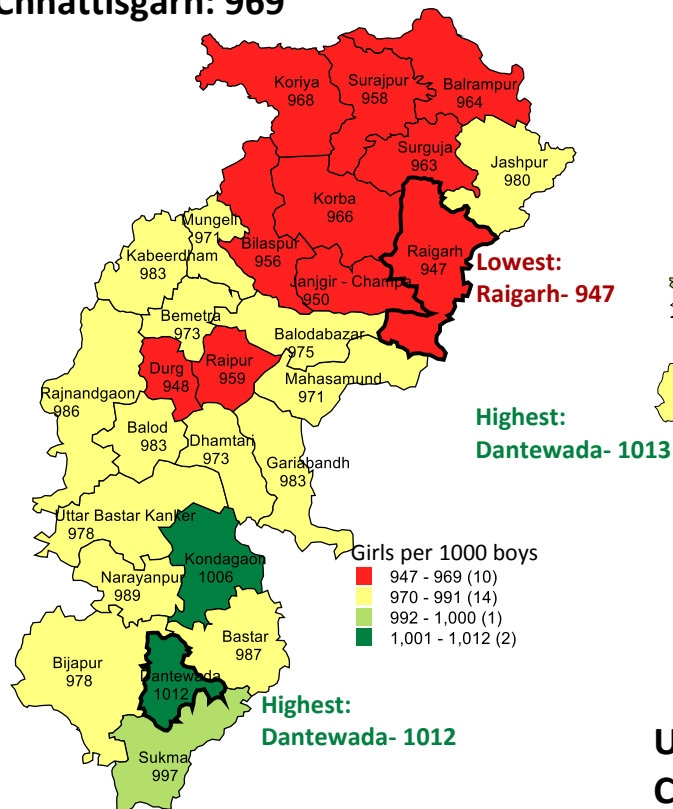 Chhattisgarh: 969
Koriya
968
Surajpur
958
Balrampur
964
Surguja
963
Jashpur
980
Korba
966
Mungeli
971
Bilaspur
956
Kabeerdham
983
Raigarh
947
Janjgir - Champa
950
Lowest:
Raigarh- 947
Bemetra
973
Balodabazar
975
Durg
948
Raipur
959
Mahasamund
971
Rajnandgaon
986
Balod
983
Dhamtari
973
Gariabandh
983
Highest:
Dantewada- 1013
Uttar Bastar Kanker
978
Kondagaon
1006
Narayanpur
989
Girls per 1000 boys
947 - 969 (10)
970 - 991 (14)
992 - 1,000 (1)
1,001 - 1,012 (2)
Bastar
987
Bijapur
978
Dantewada
1012
Highest:
Dantewada- 1012
Sukma
997
U
C